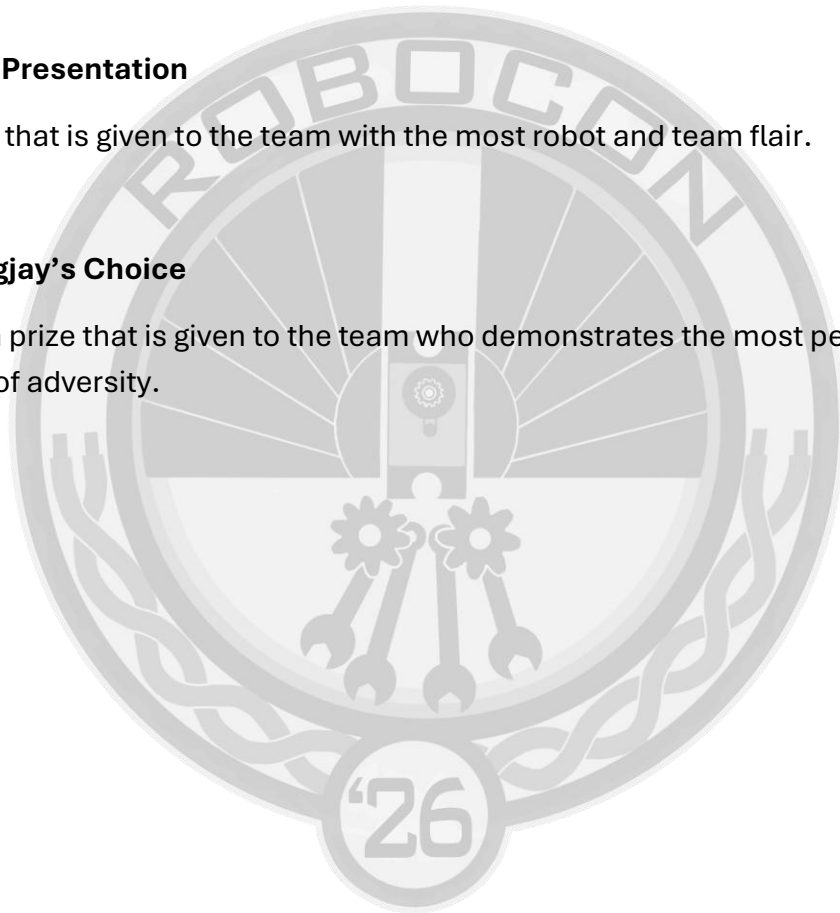 Presentation
that is given to the team with the most robot and team flair.
gjay’s Choice
prize that is given to the team who demonstrates the most pe
of adversity.
ROBOCON
‘26